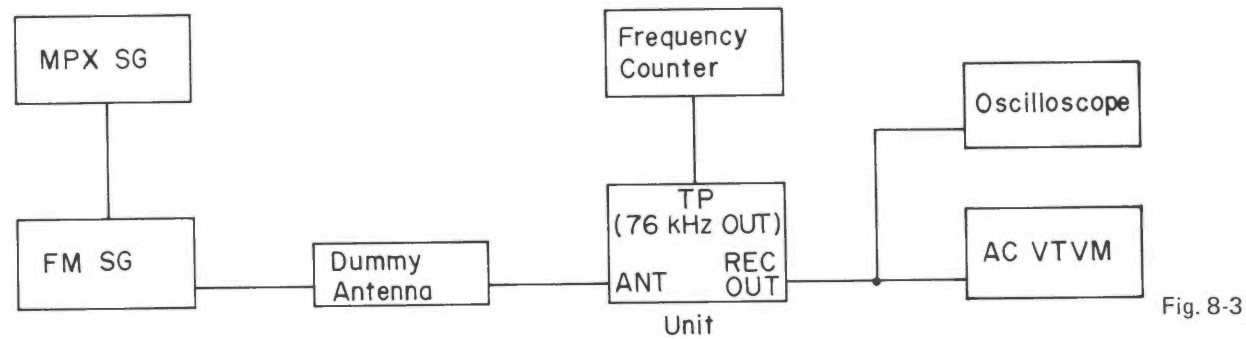 MPX SG
Frequency
Counter
Oscilloscope
TP
(76 kHz OUT)
FM SG
Dummy
Antenna
ANT
REC
OUT
AC VTVM
Unit
Fig. 8-3